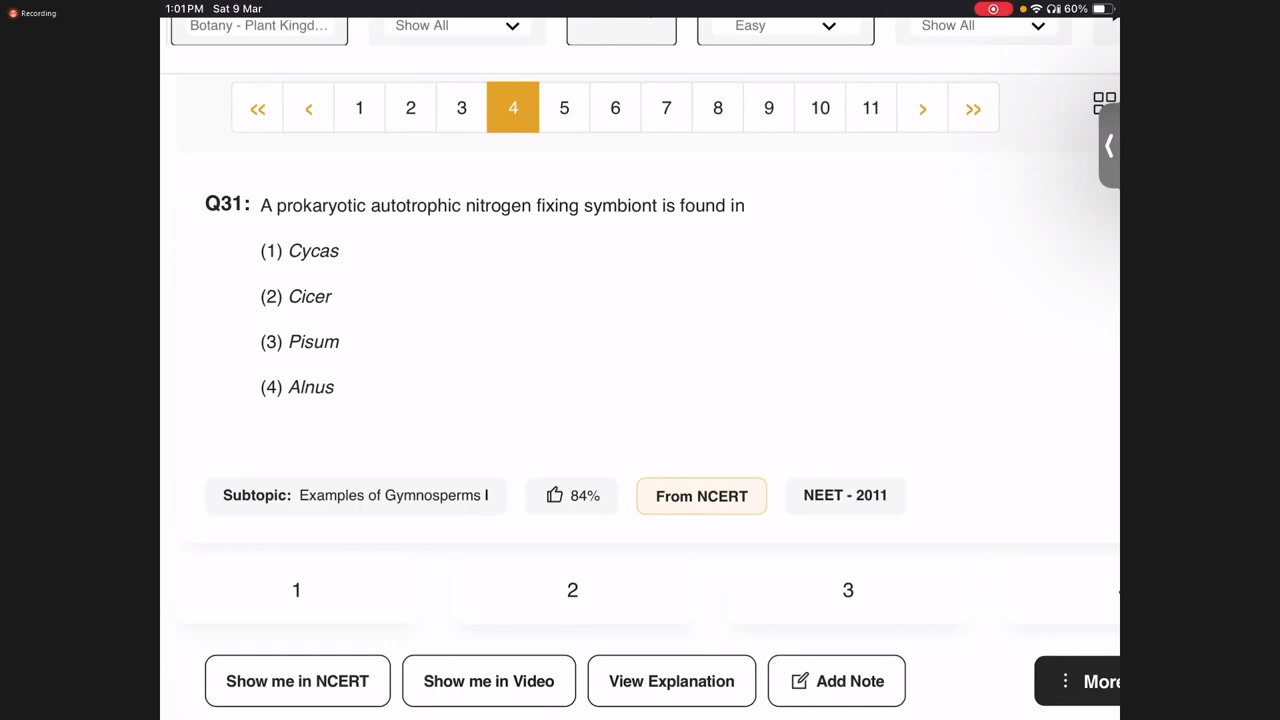 Recording
1:01PM Sat 9 Mar
60%
Botany - Plant Kingd...
Show All
Easy
Show All
<< < 1 2 3 4 5 6 7 8 9 10 11 > >>
Q31: A prokaryotic autotrophic nitrogen fixing symbiont is found in
(1) Cycas
(2) Cicer
(3) Pisum
(4) Alnus
Subtopic: Examples of Gymnosperms I
84%
From NCERT
NEET - 2011
1 2 3
Show me in NCERT
Show me in Video
View Explanation
Add Note
More